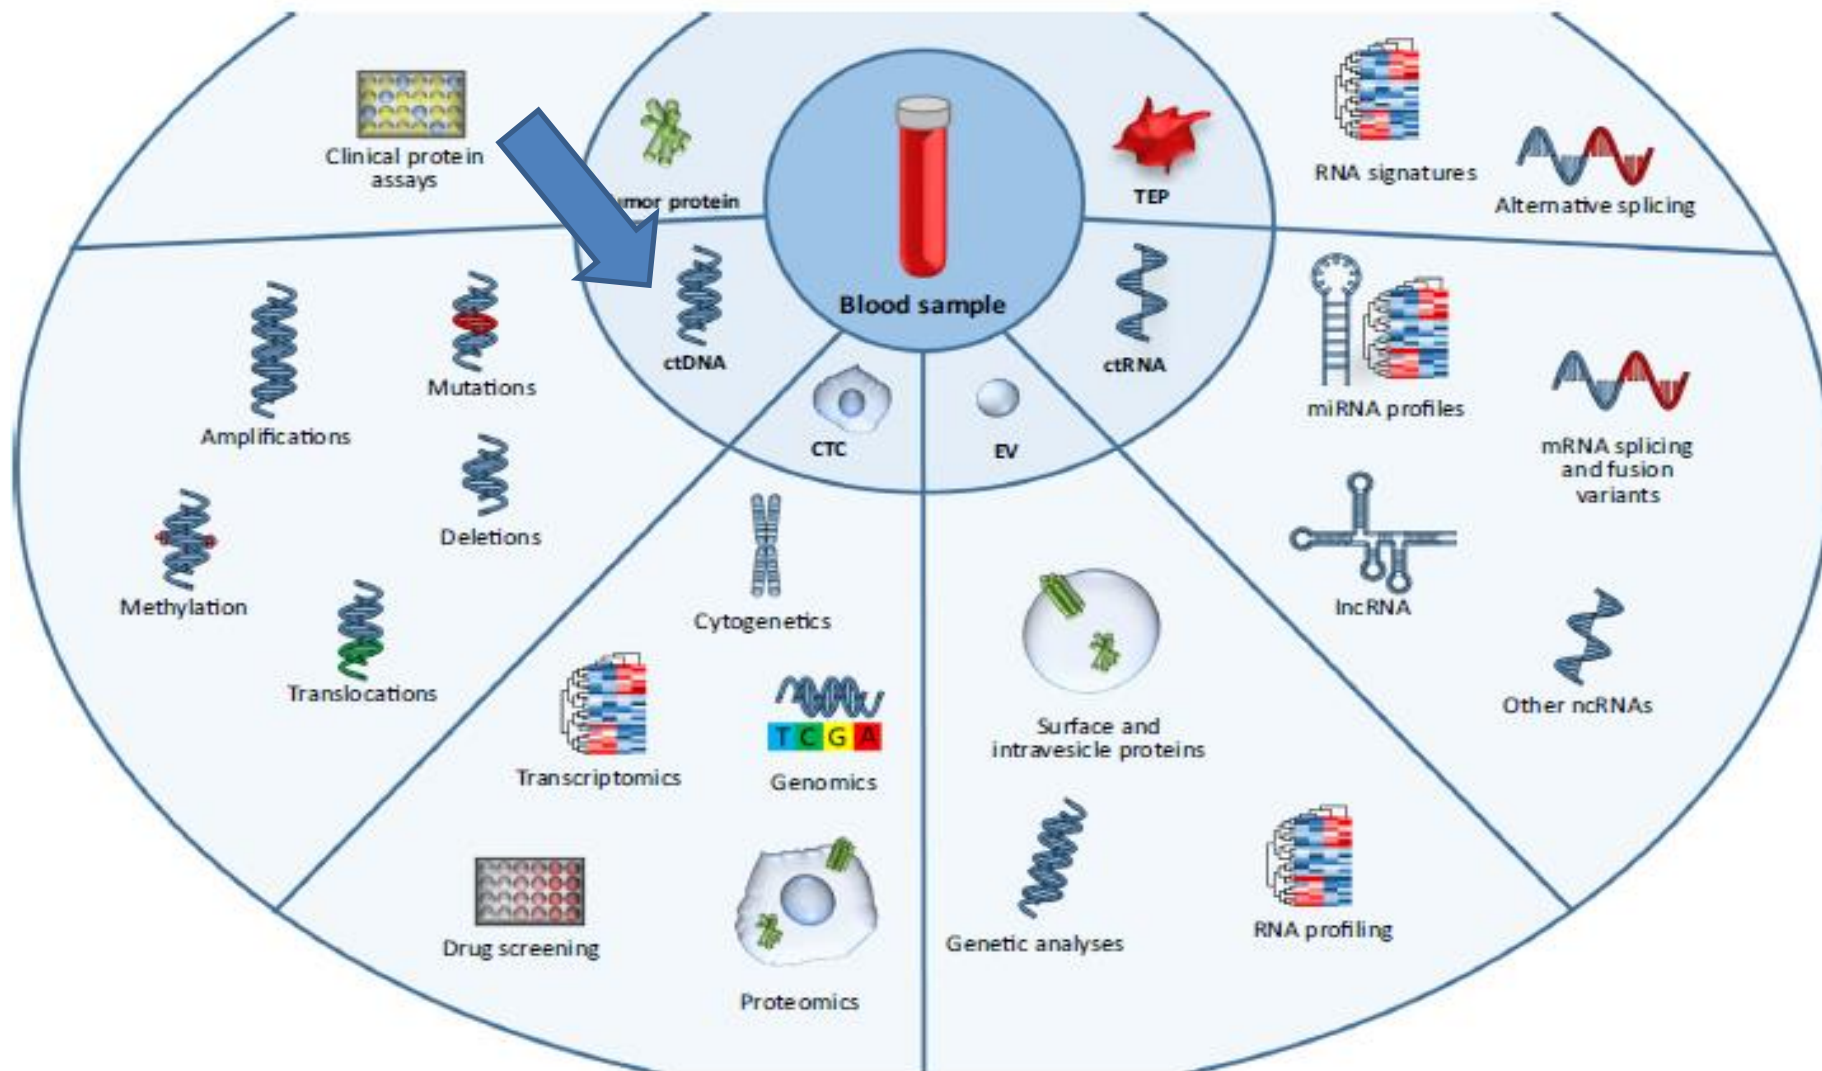 Clinical protein
assays
umor protein
TEP
RNA signatures
Alternative splicing
Blood sample
ctDNA
ctRNA
CTC
EV
Amplifications
Mutations
Deletions
Methylation
Translocations
miRNA profiles
mRNA splicing
and fusion
variants
lncRNA
Other ncRNAs
Cytogenetics
Transcriptomics
T C G A
Genomics
Drug screening
Proteomics
Surface and
intravesicle proteins
Genetic analyses
RNA profiling